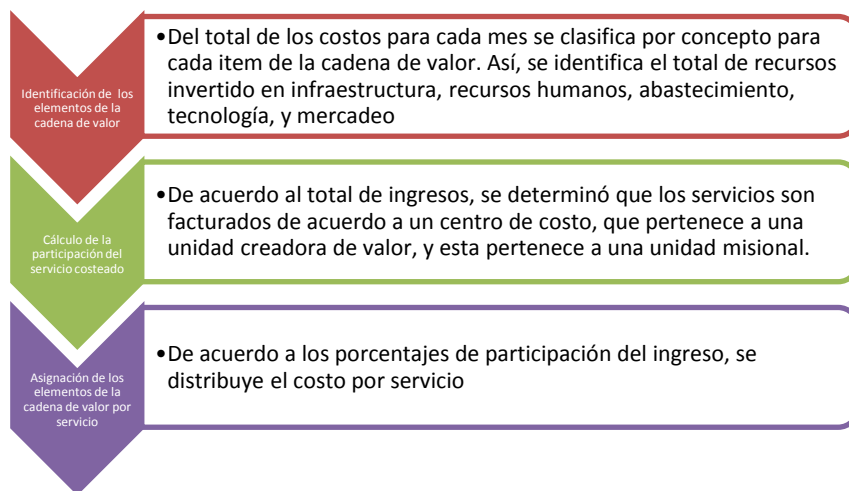 Identificación de los
elementos de la
cadena de valor
•Del total de los costos para cada mes se clasifica por concepto para
cada item de la cadena de valor. Así, se identifica el total de recursos
invertido en infraestructura, recursos humanos, abastecimiento,
tecnología, y mercadeo
Cálculo de la
participación del
servicio costeado
•De acuerdo al total de ingresos, se determinó que los servicios son
facturados de acuerdo a un centro de costo, que pertenece a una
unidad creadora de valor, y esta pertenece a una unidad misional.
Asignación de los
elementos de la
cadena de valor por
servicio
•De acuerdo a los porcentajes de participación del ingreso, se
distribuye el costo por servicio